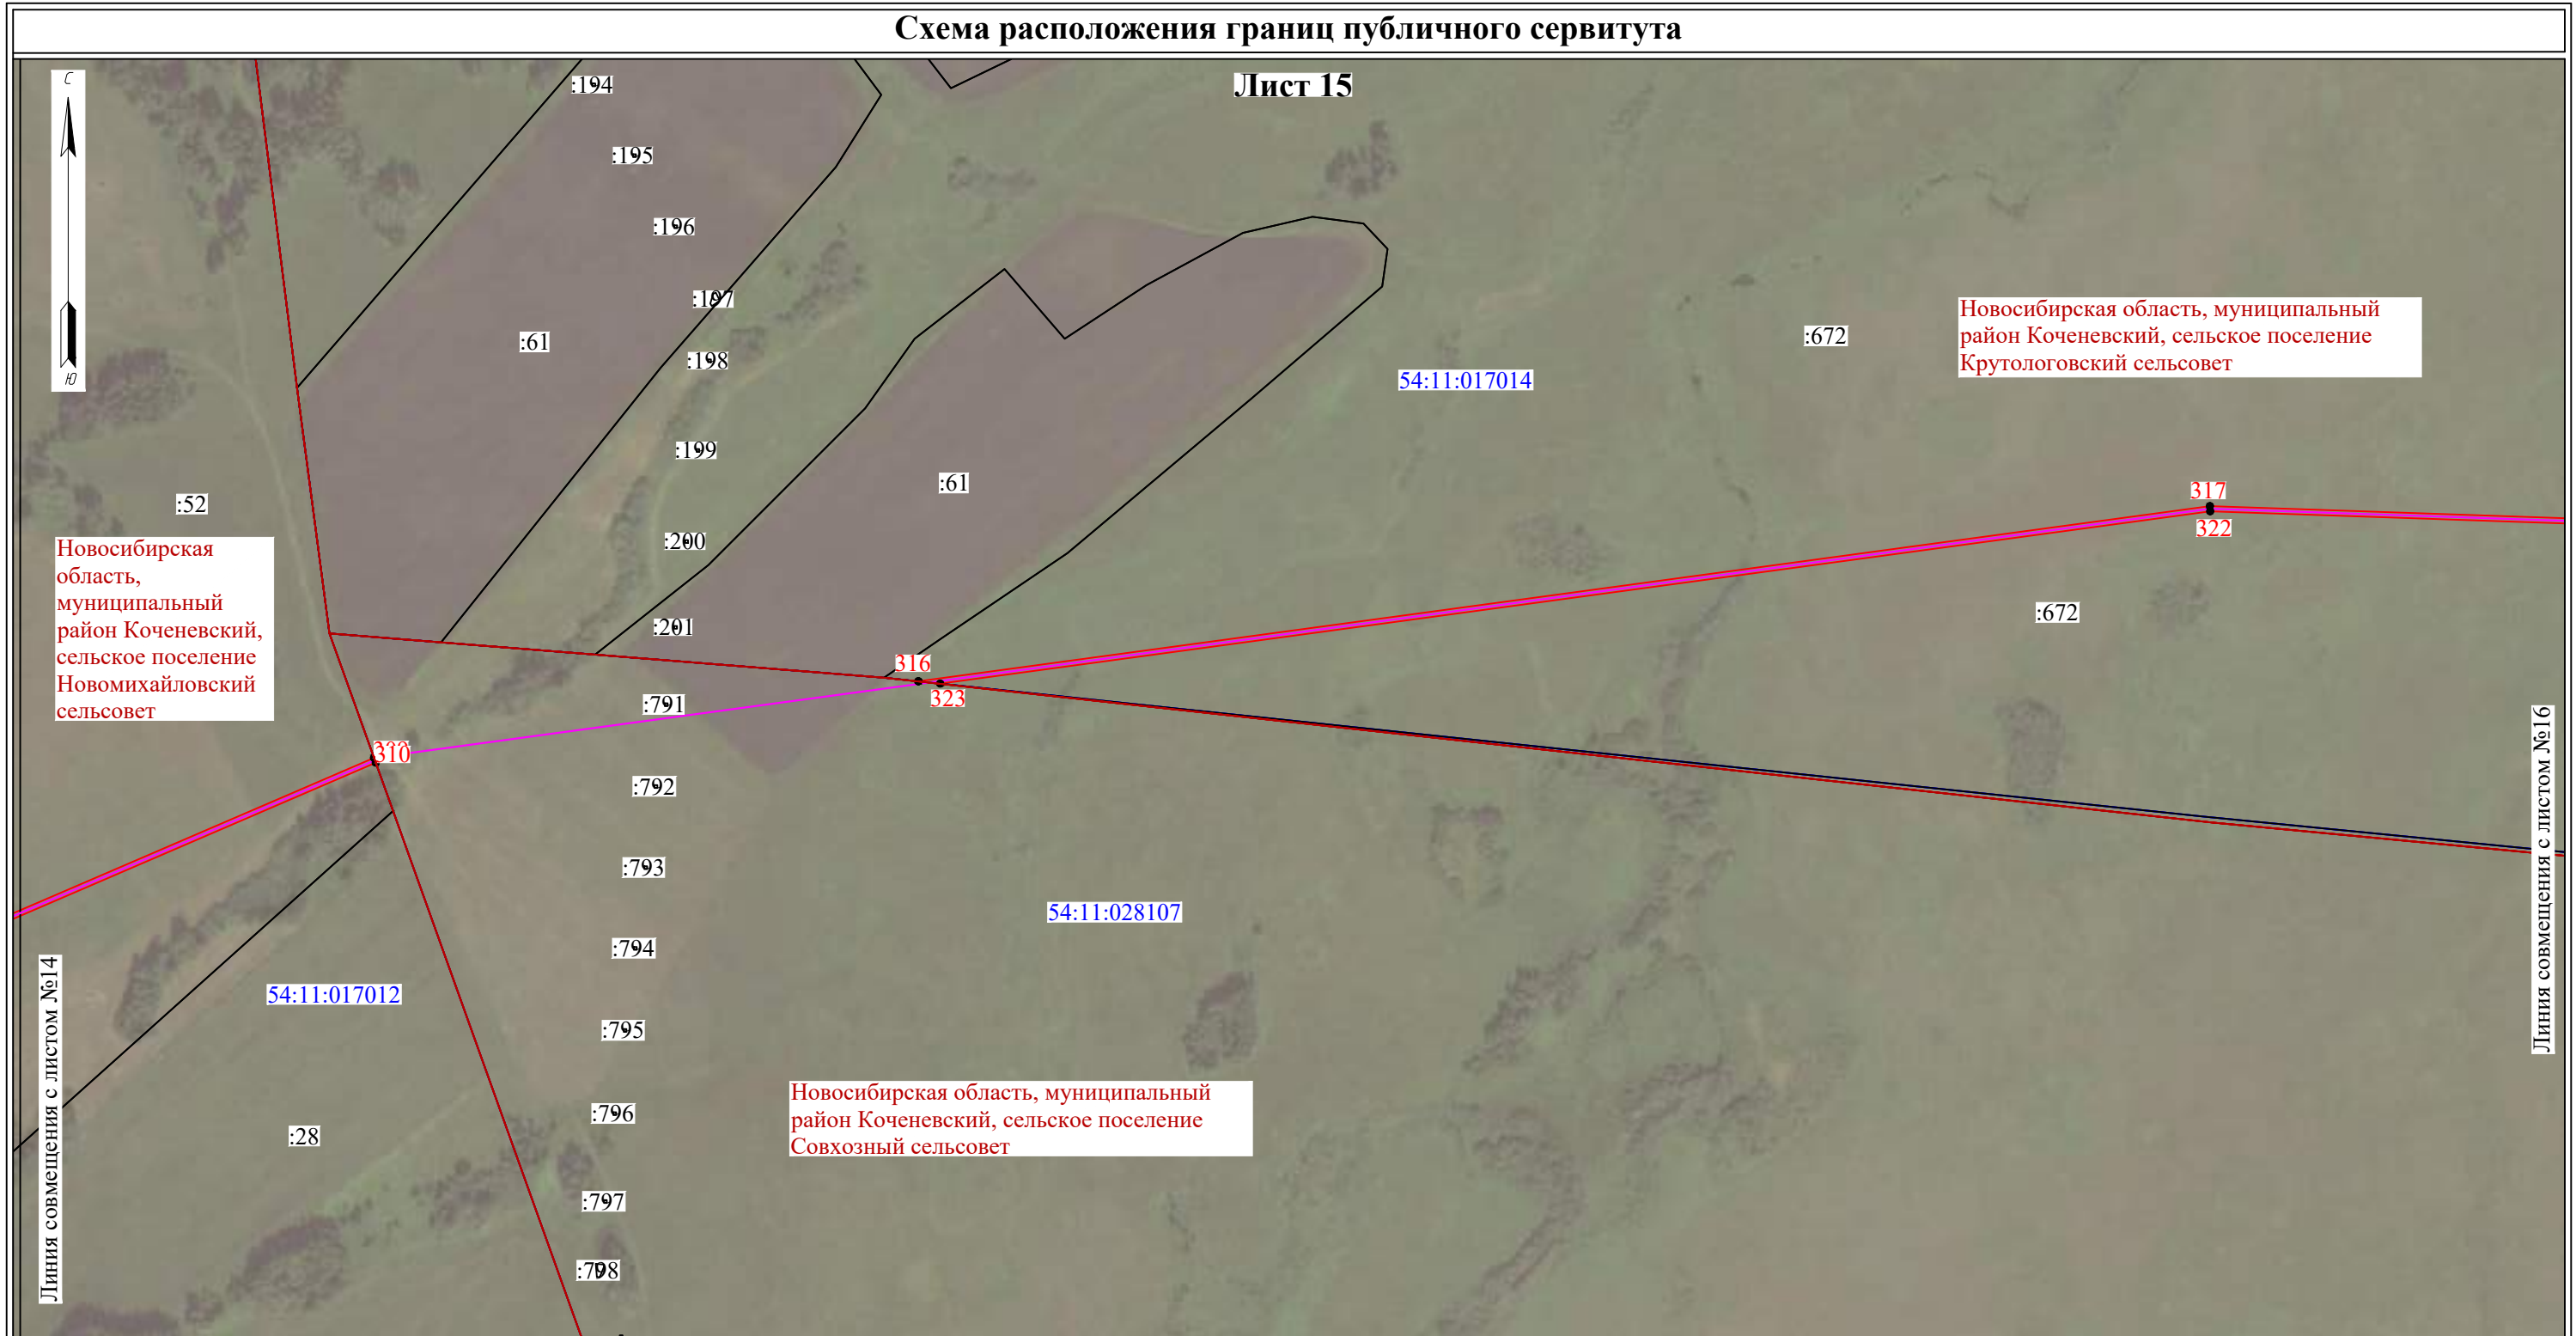 Схема расположения границ публичного сервитута
Лист 15
С
Ю
:194
:195
:196
:197
:198
:199
:200
:201
:61
:61
:52
:672
:672
54:11:017014
Новосибирская область, муниципальный
район Коченевский, сельское поселение
Крутологовский сельсовет
317
322
Новосибирская
область,
муниципальный
район Коченевский,
сельское поселение
Новомихайловский
сельсовет
316
323
310
:791
:792
:793
:794
:795
:796
:797
:798
54:11:028107
54:11:017012
:28
Новосибирская область, муниципальный
район Коченевский, сельское поселение
Совхозный сельсовет
Линия совмещения с листом №14
Линия совмещения с листом №16